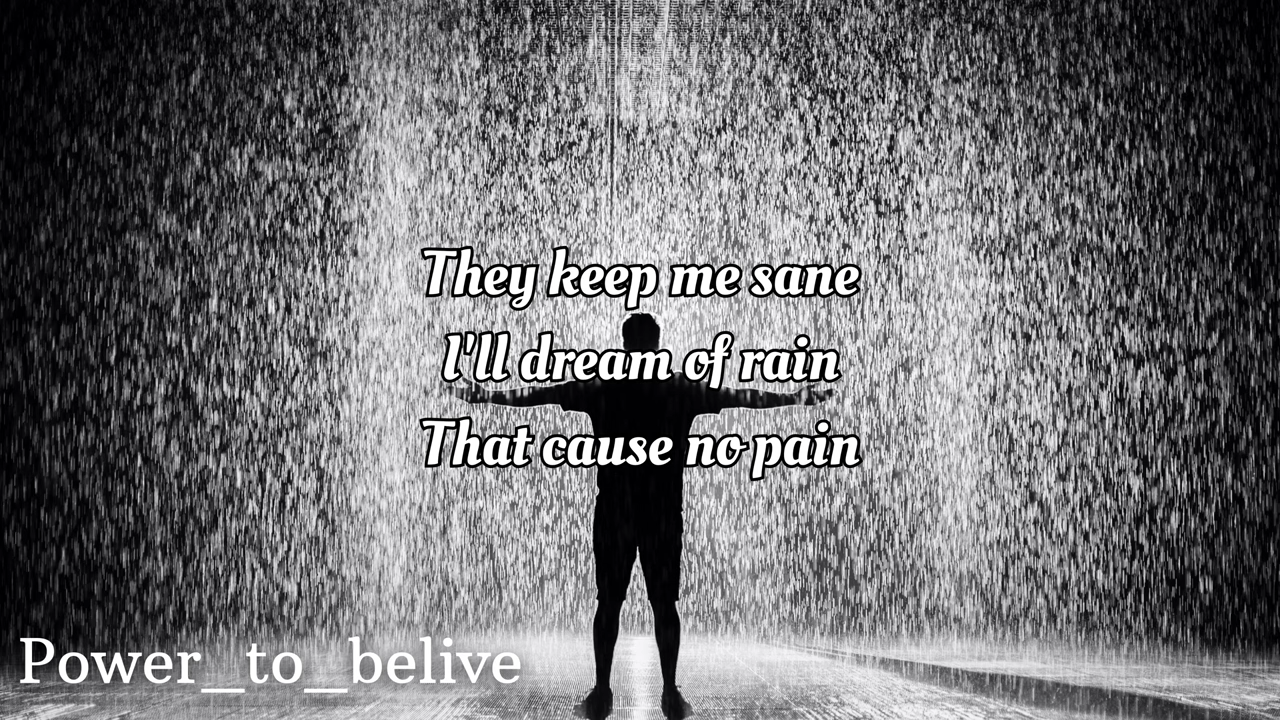 They keep me sane
I'll dream of rain
That cause no pain
Power_to_belive